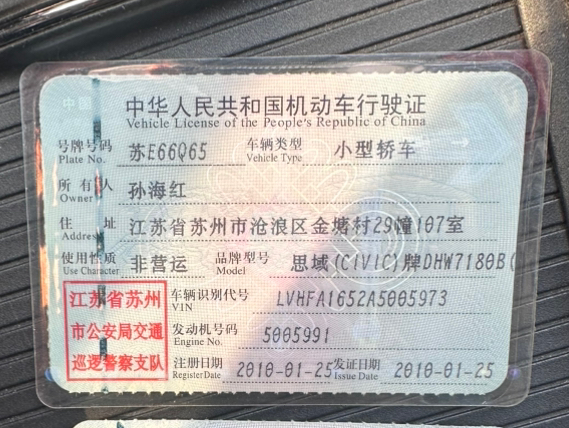 中华人民共和国机动车行驶证
Vehicle License of the People's Republic of China
号牌号码 苏E66Q65 车辆类型 小型轿车
Plate No. Vehicle Type
所有人 孙海红
Owner
住址 江苏省苏州市沧浪区金塘村29幢107室
Address
使用性质 非营运 品牌型号 思域(CIVIC)牌DHW7180B(
Use Character Model
江苏省苏州 车辆识别代号 LVHFA1652A5005973
VIN
市公安局交通 发动机号码 5005991
Engine No.
巡逻警察支队 注册日期 2010-01-25 发证日期 2010-01-25
Register Date Issue Date